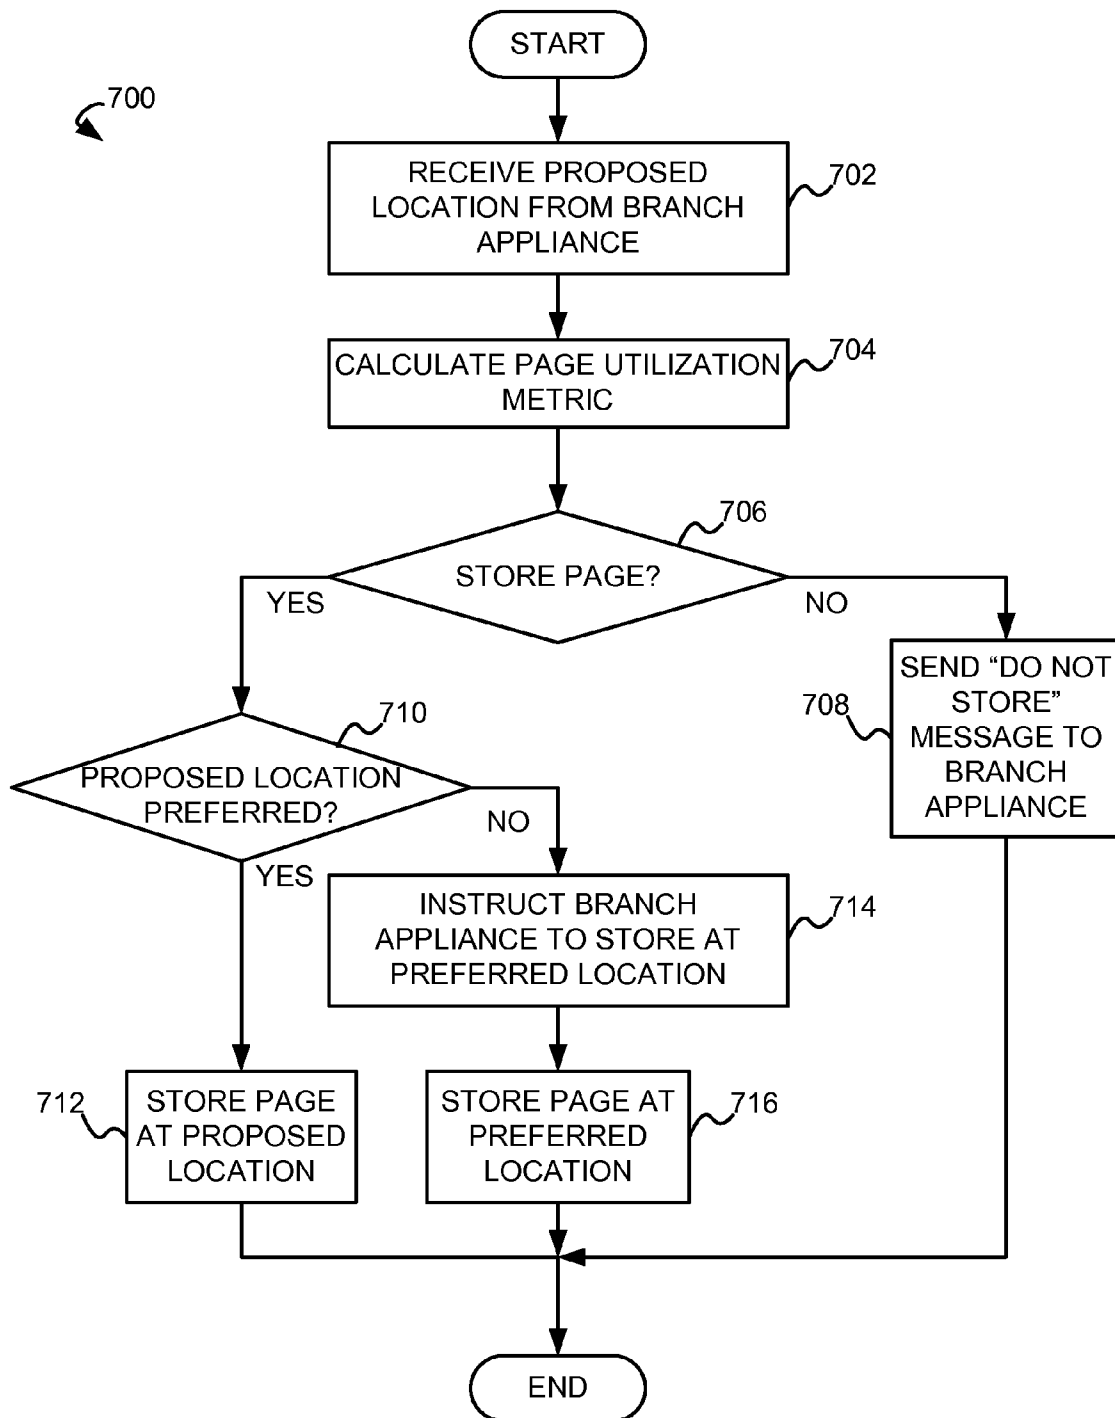 START
700
RECEIVE PROPOSED
LOCATION FROM BRANCH
APPLIANCE
702
CALCULATE PAGE UTILIZATION
METRIC
704
706
STORE PAGE?
YES
NO
710
PROPOSED LOCATION
PREFERRED?
NO
YES
708
SEND “DO NOT
STORE”
MESSAGE TO
BRANCH
APPLIANCE
INSTRUCT BRANCH
APPLIANCE TO STORE AT
PREFERRED LOCATION
714
712
STORE PAGE
AT PROPOSED
LOCATION
STORE PAGE AT
PREFERRED
LOCATION
716
END